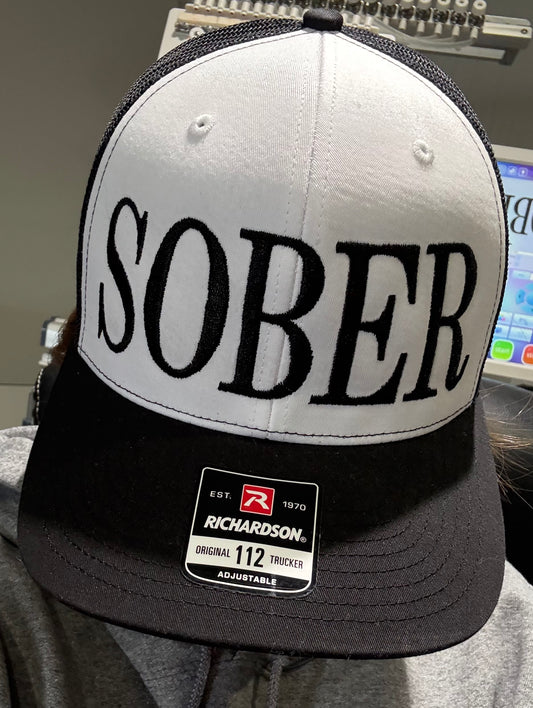 SOBER
EST. R 1970
RICHARDSON®
ORIGINAL 112 TRUCKER
ADJUSTABLE